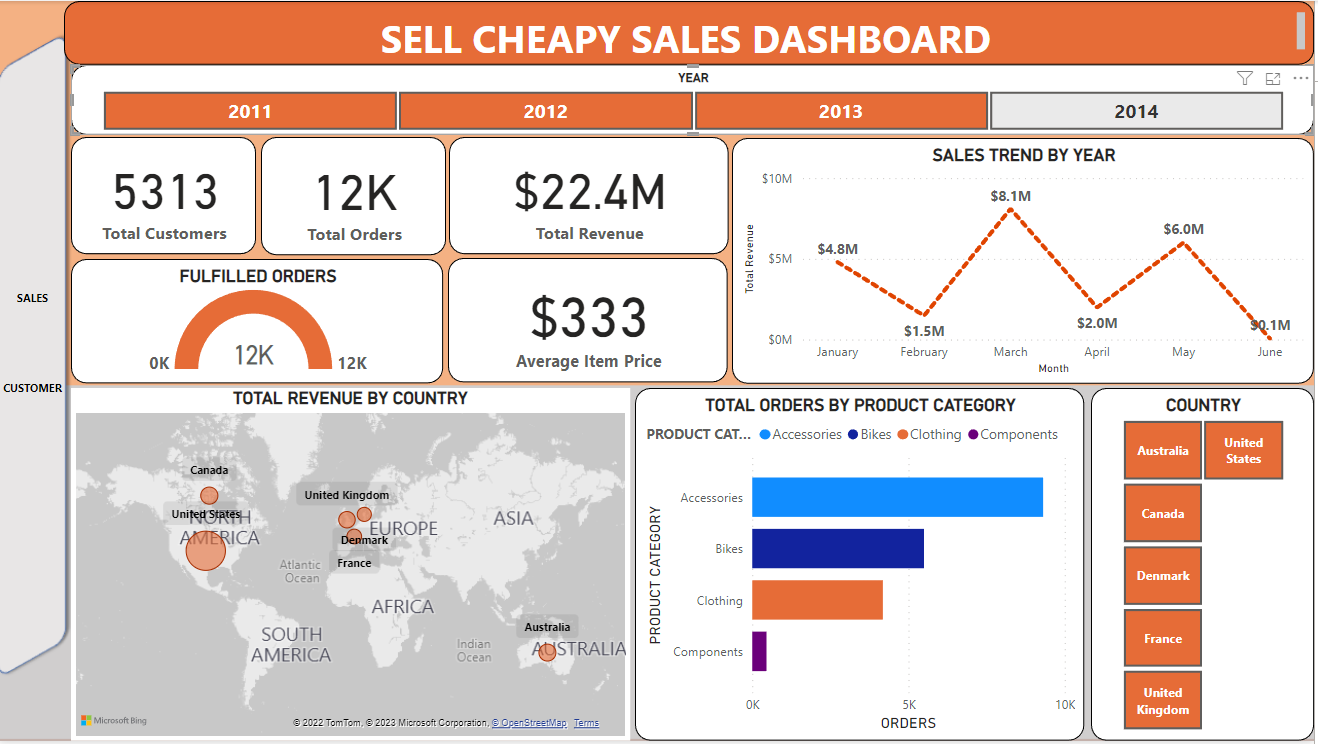 SELL CHEAPY SALES DASHBOARD
YEAR
2011
2012
2013
2014
5313
Total Customers
12K
Total Orders
$22.4M
Total Revenue
SALES TREND BY YEAR
Total Revenue
$10M
$5M
$0M
$4.8M
$1.5M
$8.1M
$2.0M
$6.0M
$0.1M
January
February
March
April
May
June
Month
FULFILLED ORDERS
0K
12K
12K
$333
Average Item Price
SALES
CUSTOMER
TOTAL REVENUE BY COUNTRY
Canada
United States
NORTH
AMERICA
United Kingdom
EUROPE
ASIA
Denmark
France
Atlantic
Ocean
AFRICA
SOUTH
AMERICA
Indian
Ocean
Australia
AUSTRALIA
Microsoft Bing
© 2022 TomTom, © 2023 Microsoft Corporation, © OpenStreetMap Terms
TOTAL ORDERS BY PRODUCT CATEGORY
PRODUCT CAT... Accessories Bikes Clothing Components
PRODUCT CATEGORY
Accessories
Bikes
Clothing
Components
0K
5K
10K
ORDERS
COUNTRY
Australia
United
States
Canada
Denmark
France
United
Kingdom